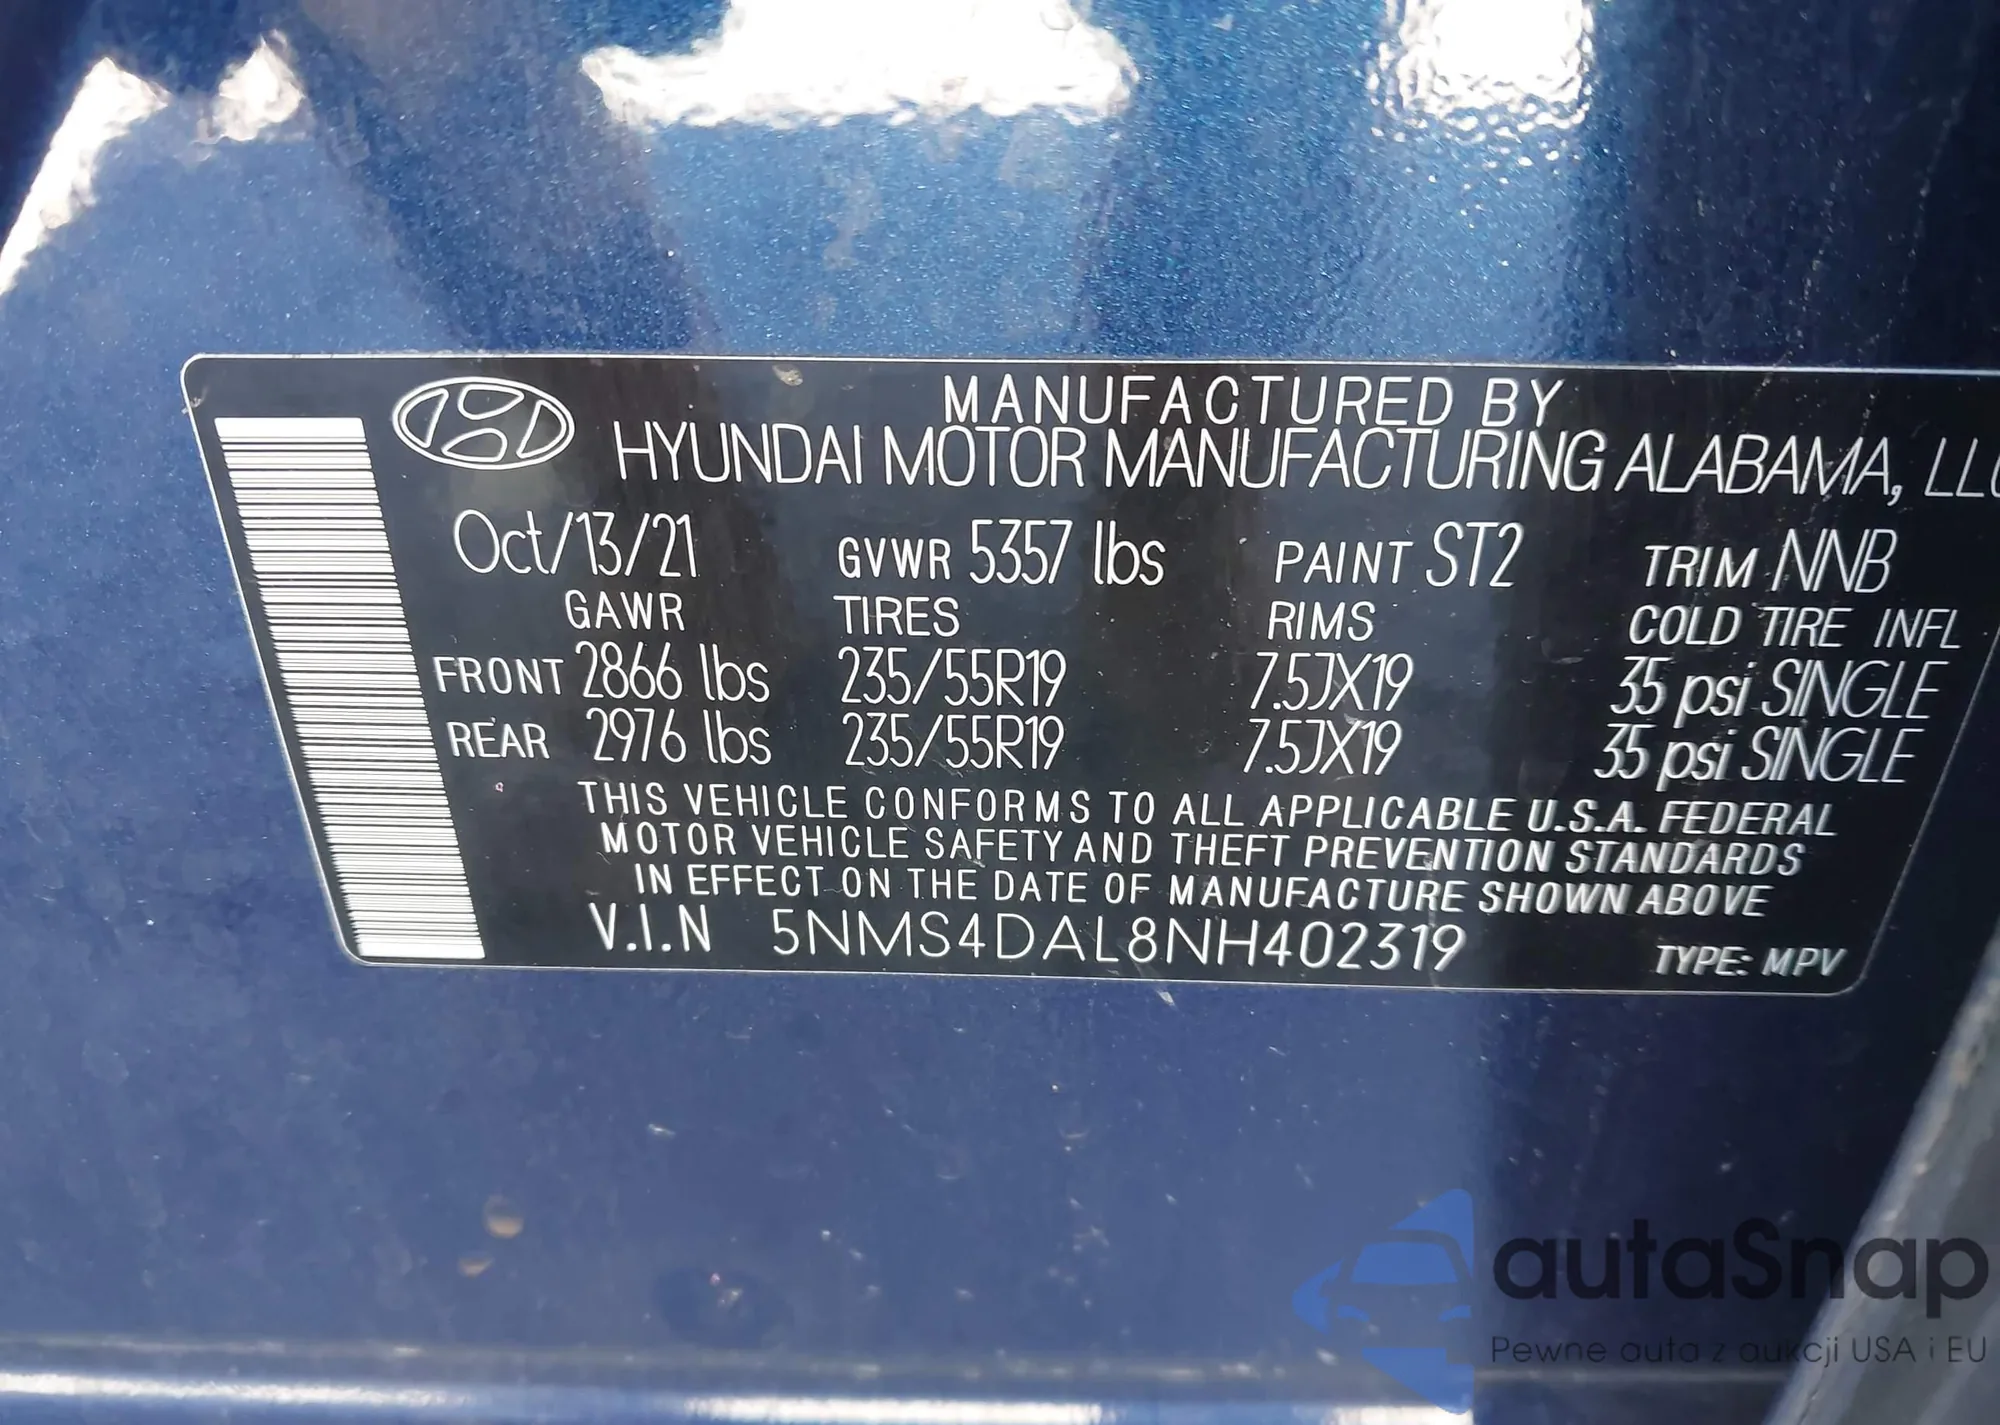 MANUFACTURED BY
HYUNDAI MOTOR MANUFACTURING ALABAMA, LLC
Oct/13/21 GVWR 5357 lbs PAINT ST2 TRIM NNB
GAWR TIRES RIMS COLD TIRE INFL
FRONT 2866 lbs 235/55R19 7.5JX19 35 psi SINGLE
REAR 2976 lbs 235/55R19 7.5JX19 35 psi SINGLE
THIS VEHICLE CONFORMS TO ALL APPLICABLE U.S.A. FEDERAL
MOTOR VEHICLE SAFETY AND THEFT PREVENTION STANDARDS
IN EFFECT ON THE DATE OF MANUFACTURE SHOWN ABOVE
V.I.N 5NMS4DAL8NH402319 TYPE: MPV
autaSnap
Pewne auta z aukcji USA i EU